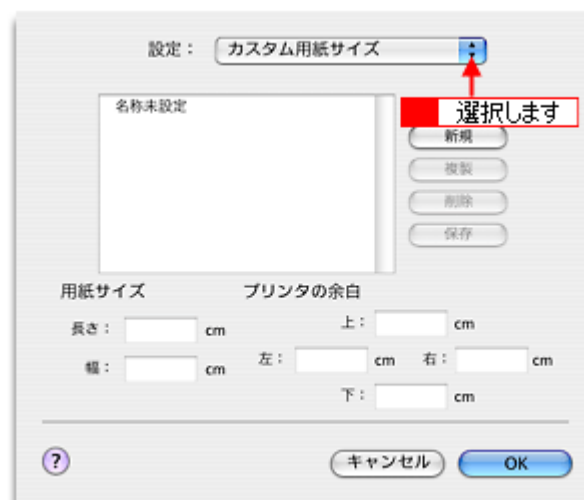 設定： カスタム用紙サイズ
選択します
名称未設定
新規
複製
削除
保存
用紙サイズ
プリンタの余白
長さ： cm
上： cm
幅： cm
左： cm 右： cm
下： cm
?
キャンセル
OK